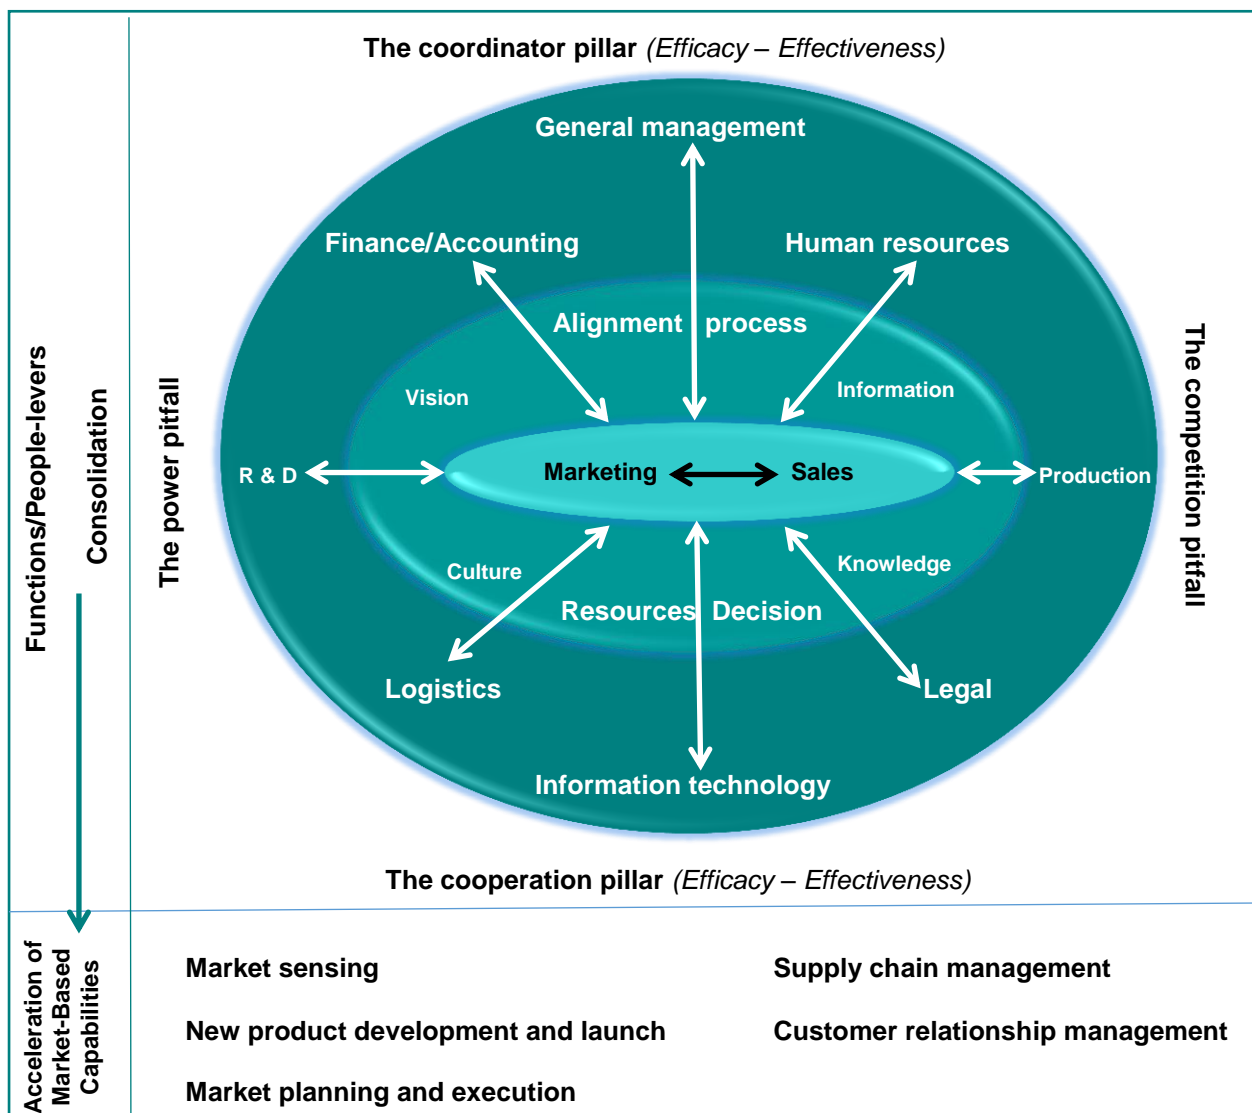 The coordinator pillar (Efficacy – Effectiveness)
General management
Finance/Accounting
Human resources
Alignment process
Vision
Information
R & D
Marketing
Sales
Production
Culture
Knowledge
Resources Decision
Logistics
Legal
Information technology
The cooperation pillar (Efficacy – Effectiveness)
Functions/People-levers
Consolidation
The power pitfall
The competition pitfall
Acceleration of
Market-Based
Capabilities
Market sensing
Supply chain management
New product development and launch
Customer relationship management
Market planning and execution